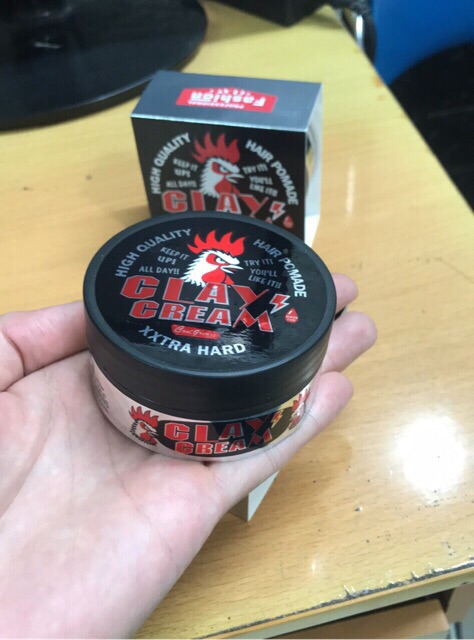 Fashion
HIGH QUALITY HAIR POMADE
KEEP IT
UP!!
ALL DAY!!
TRY IT!
YOU'LL
LIKE IT!!
CLAY
HIGH QUALITY HAIR POMADE
KEEP IT
UP!!
ALL DAY!!
TRY IT!
YOU'LL
LIKE IT!!
CLAY
CREAM
XXTRA HARD
CLAY
CREAM